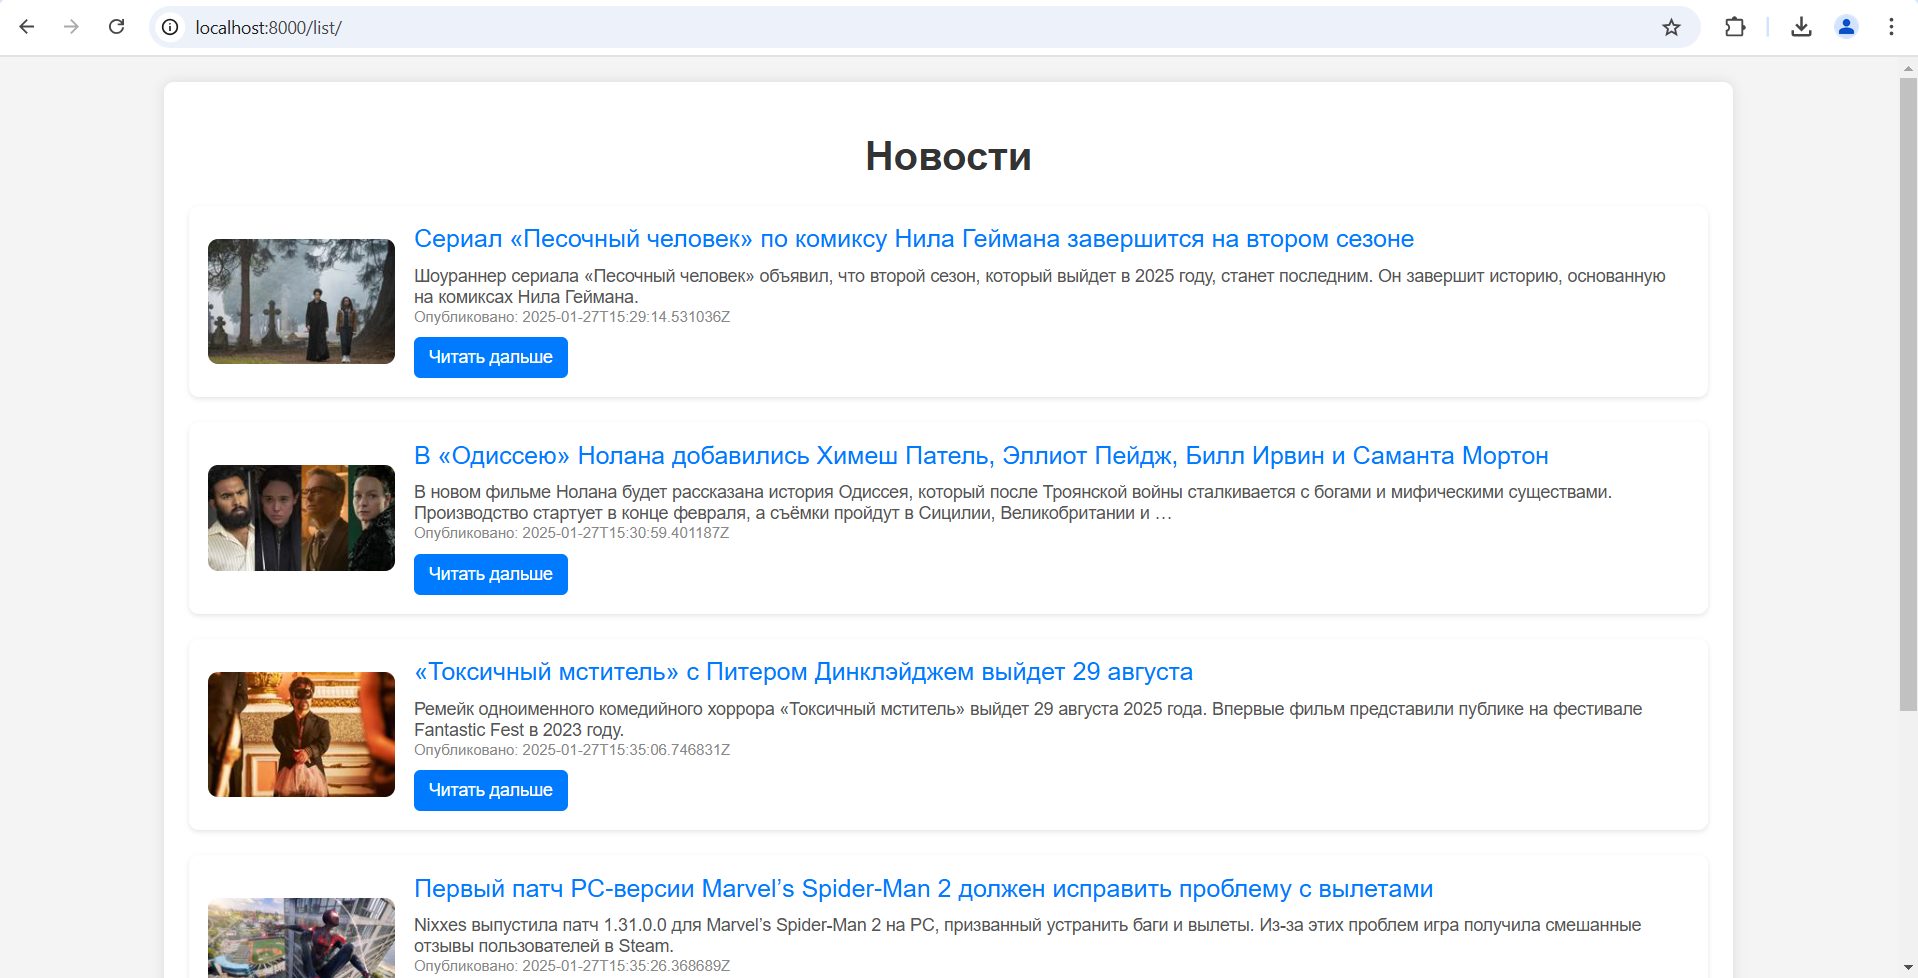 localhost:8000/list/
Новости
Сериал «Песочный человек» по комиксу Нила Геймана завершится на втором сезоне
Шоураннер сериала «Песочный человек» объявил, что второй сезон, который выйдет в 2025 году, станет последним. Он завершит историю, основанную
на комиксах Нила Геймана.
Опубликовано: 2025-01-27T15:29:14.531036Z
Читать дальше
В «Одиссею» Нолана добавились Химеш Патель, Эллиот Пейдж, Билл Ирвин и Саманта Мортон
В новом фильме Нолана будет рассказана история Одиссея, который после Троянской войны сталкивается с богами и мифическими существами.
Производство стартует в конце февраля, а съёмки пройдут в Сицилии, Великобритании и …
Опубликовано: 2025-01-27T15:30:59.401187Z
Читать дальше
«Токсичный мститель» с Питером Динклэйджем выйдет 29 августа
Ремейк одноименного комедийного хоррора «Токсичный мститель» выйдет 29 августа 2025 года. Впервые фильм представили публике на фестивале
Fantastic Fest в 2023 году.
Опубликовано: 2025-01-27T15:35:06.746831Z
Читать дальше
Первый патч PC-версии Marvel’s Spider-Man 2 должен исправить проблему с вылетами
Nixxes выпустила патч 1.31.0.0 для Marvel’s Spider-Man 2 на PC, призванный устранить баги и вылеты. Из-за этих проблем игра получила смешанные
отзывы пользователей в Steam.
Опубликовано: 2025-01-27T15:35:26.368689Z